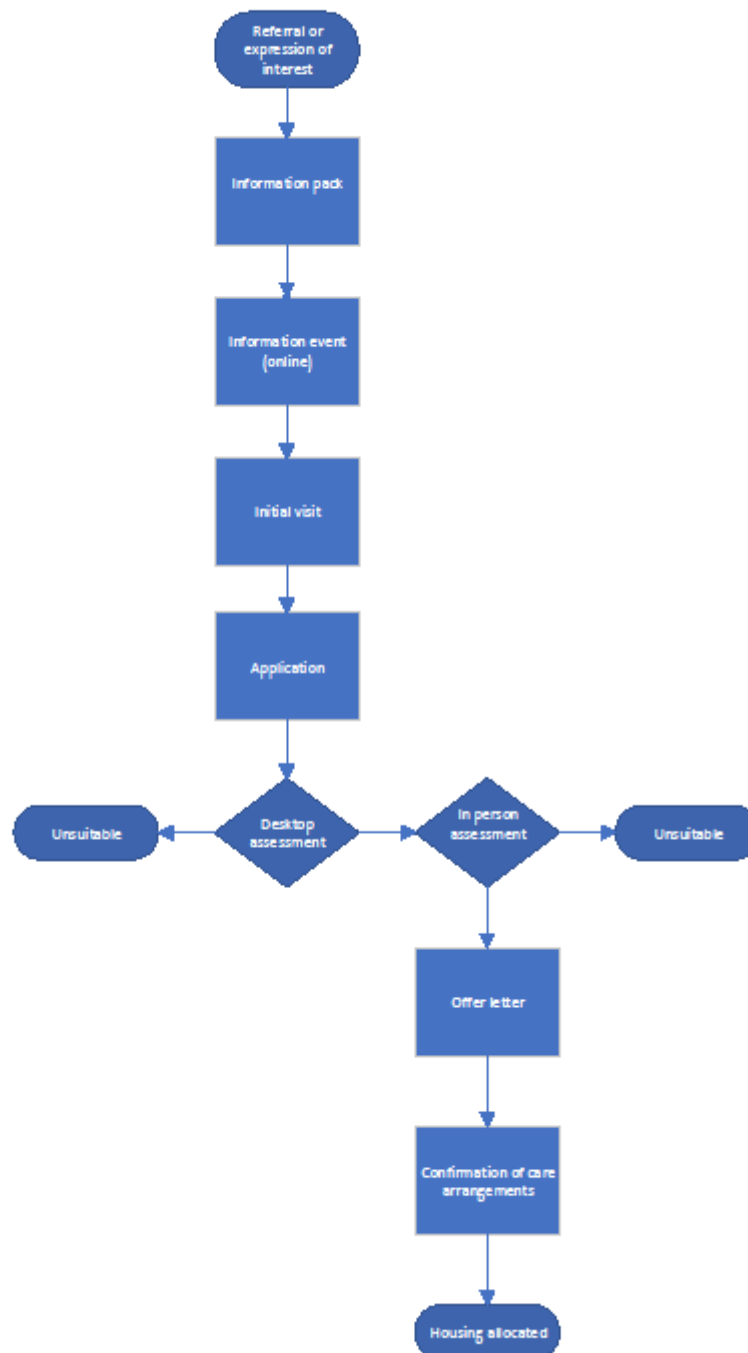 Referral or
expression of
interest
Information pack
Information event
(online)
Initial visit
Application
Unsuitable
Desktop
assessment
In person
assessment
Unsuitable
Offer letter
Confirmation of care
arrangements
Housing allocated